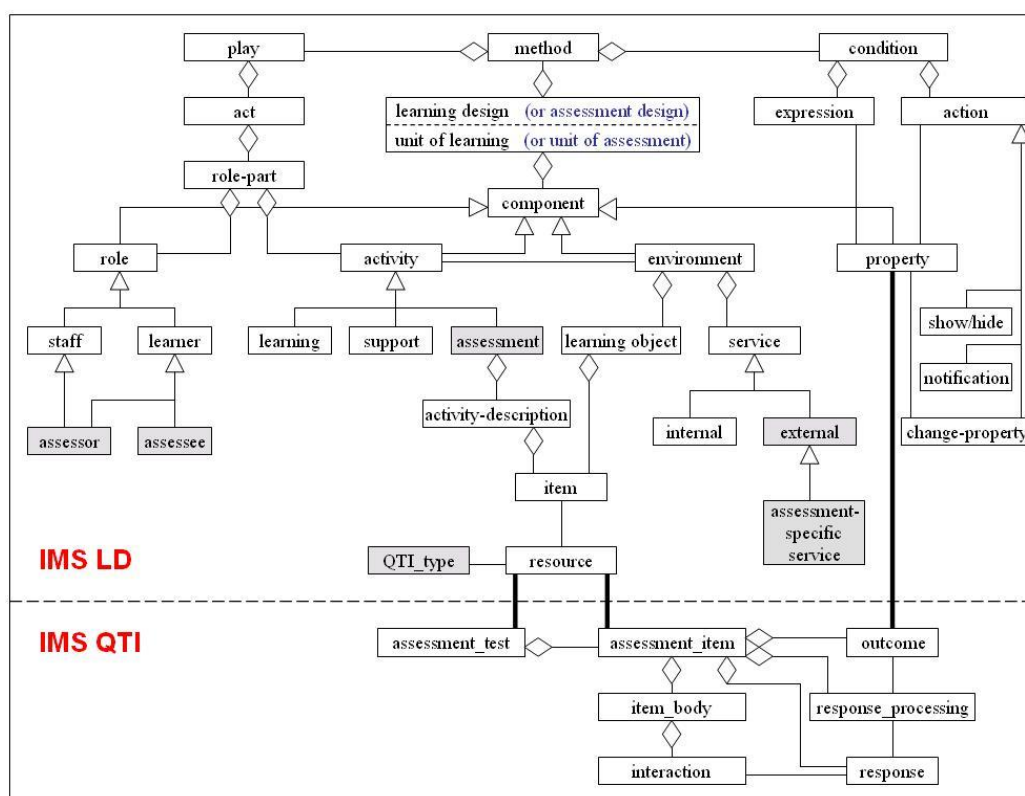 play
method
condition
act
learning design (or assessment design)
unit of learning (or unit of assessment)
expression
action
role-part
component
role
activity
environment
property
staff
learner
learning
support
assessment
learning object
service
show/hide
notification
activity-description
assessor
assessee
internal
external
change-property
item
assessment-
specific
service
IMS LD
QTI_type
resource
IMS QTI
assessment_test
assessment_item
outcome
item_body
response_processing
interaction
response